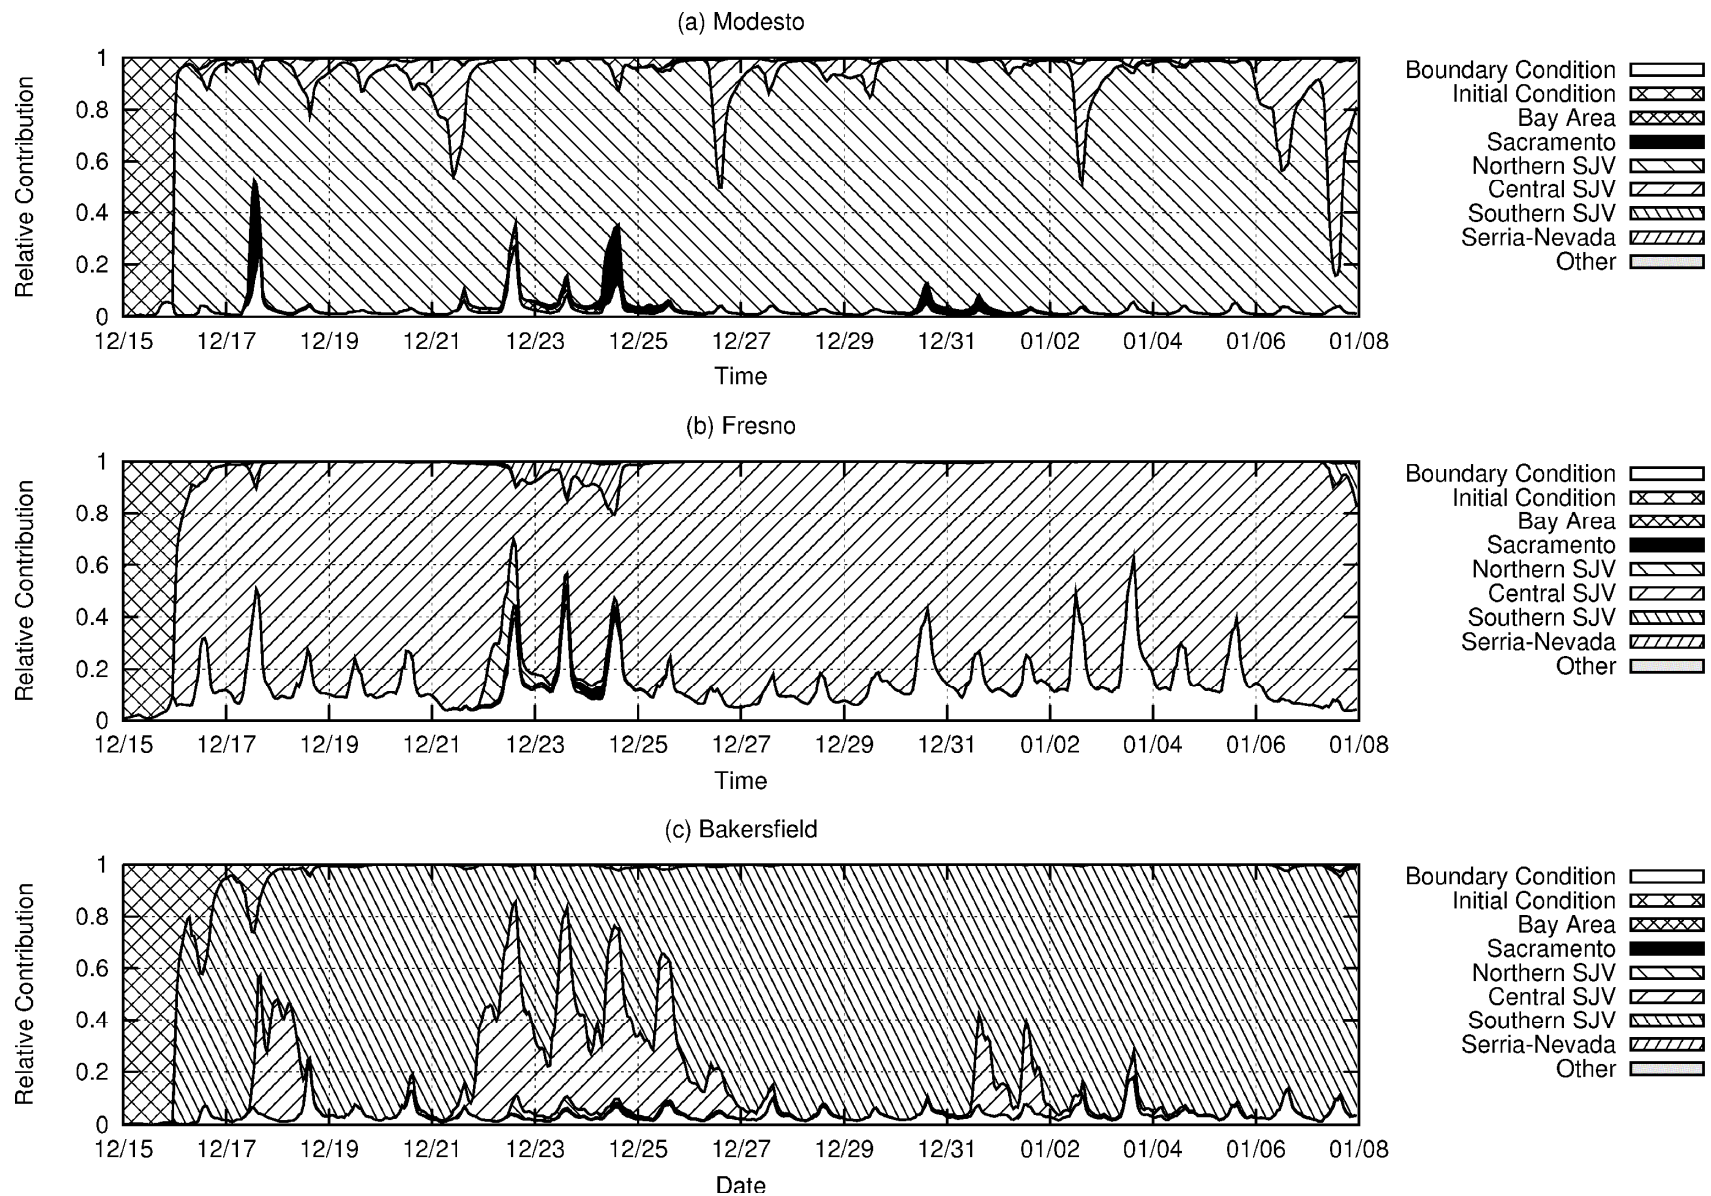 (a) Modesto
Relative Contribution
1
0.8
0.6
0.4
0.2
0
12/15 12/17 12/19 12/21 12/23 12/25 12/27 12/29 12/31 01/02 01/04 01/06 01/08
Time
Boundary Condition
Initial Condition
Bay Area
Sacramento
Northern SJV
Central SJV
Southern SJV
Serria-Nevada
Other
(b) Fresno
Relative Contribution
1
0.8
0.6
0.4
0.2
0
12/15 12/17 12/19 12/21 12/23 12/25 12/27 12/29 12/31 01/02 01/04 01/06 01/08
Time
Boundary Condition
Initial Condition
Bay Area
Sacramento
Northern SJV
Central SJV
Southern SJV
Serria-Nevada
Other
(c) Bakersfield
Relative Contribution
1
0.8
0.6
0.4
0.2
0
12/15 12/17 12/19 12/21 12/23 12/25 12/27 12/29 12/31 01/02 01/04 01/06 01/08
Date
Boundary Condition
Initial Condition
Bay Area
Sacramento
Northern SJV
Central SJV
Southern SJV
Serria-Nevada
Other